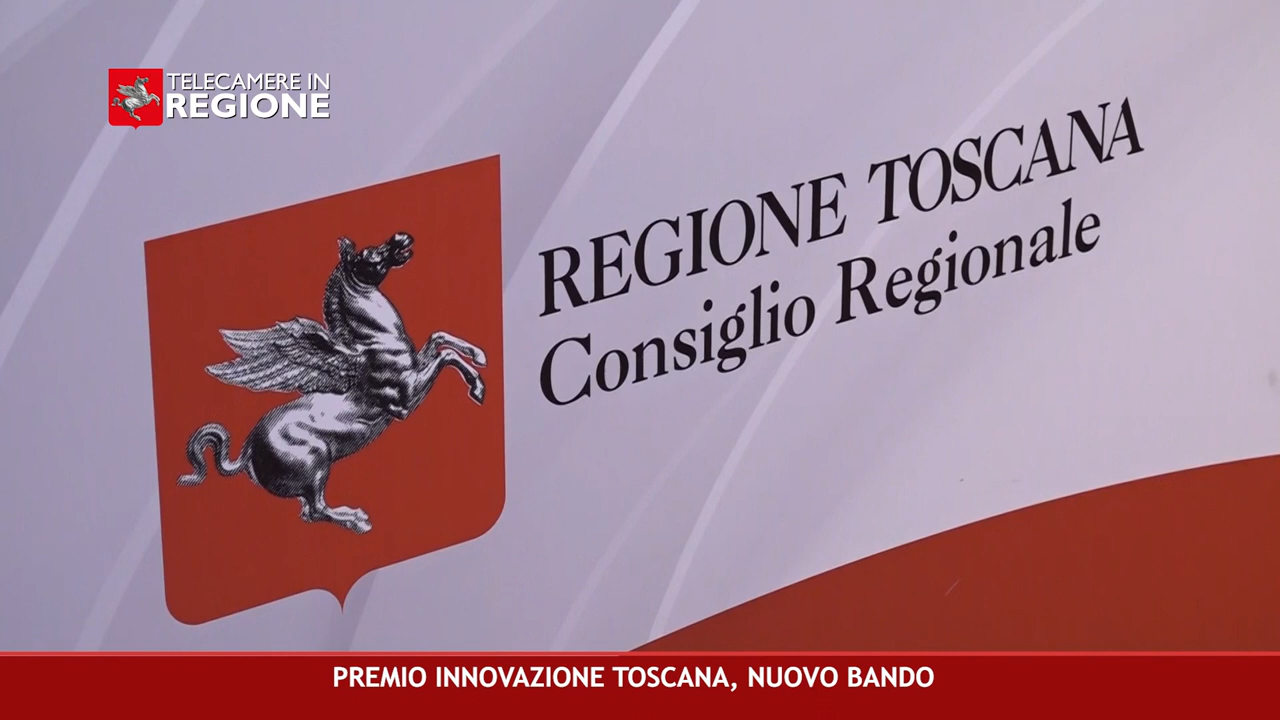 TELECAMERE IN
REGIONE
REGIONE TOSCANA
Consiglio Regionale
PREMIO INNOVAZIONE TOSCANA, NUOVO BANDO